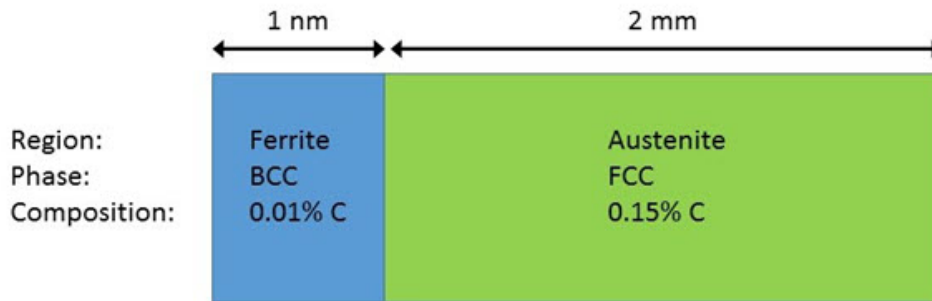 1 nm 2 mm
Region: Ferrite Austenite
Phase: BCC FCC
Composition: 0.01% C 0.15% C